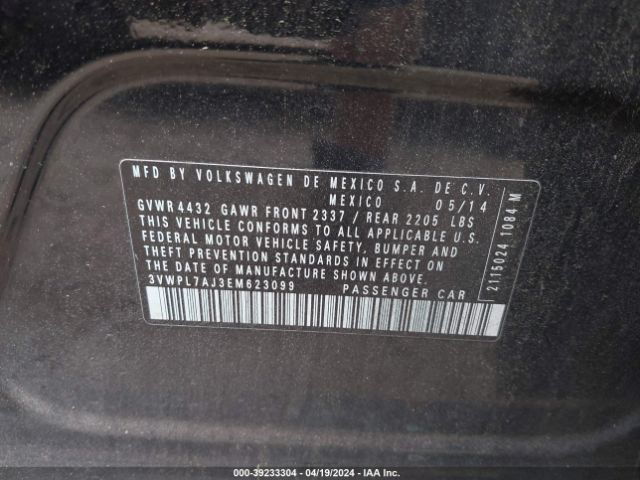 MFD BY VOLKSWAGEN DE MEXICO S.A. DE C.V.
MEXICO 05/14
GVWR 4432 GAWR FRONT 2337 / REAR 2205 LBS
THIS VEHICLE CONFORMS TO ALL APPLICABLE U.S.
FEDERAL MOTOR VEHICLE SAFETY, BUMPER AND
THEFT PREVENTION STANDARDS IN EFFECT ON
THE DATE OF MANUFACTURE SHOWN ABOVE.
3VWPL7AJ3EM623099 PASSENGER CAR
2115024 1084 M
000-39233304 / 04/19/2024 / IAA Inc.